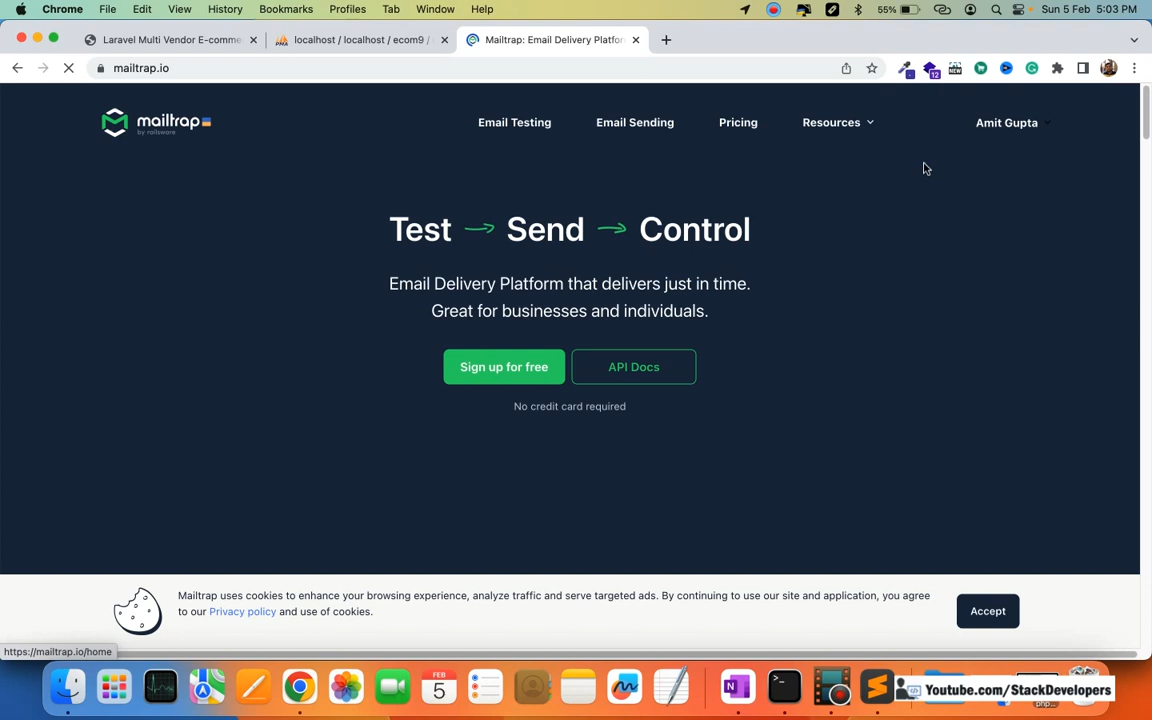 Chrome File Edit View History Bookmarks Profiles Tab Window Help 55% Sun 5 Feb 5:03 PM
Laravel Multi Vendor E-comme localhost / localhost / ecom9 / Mailtrap: Email Delivery Platfor
mailtrap.io 12 NEW
mailtrap by railsware Email Testing Email Sending Pricing Resources Amit Gupta
Test Send Control
Email Delivery Platform that delivers just in time.
Great for businesses and individuals.
Sign up for free API Docs
No credit card required
Mailtrap uses cookies to enhance your browsing experience, analyze traffic and serve targeted ads. By continuing to use our site and application, you agree
to our Privacy policy and use of cookies.
Accept
https://mailtrap.io/home
FEB
5
Youtube.com/StackDevelopers